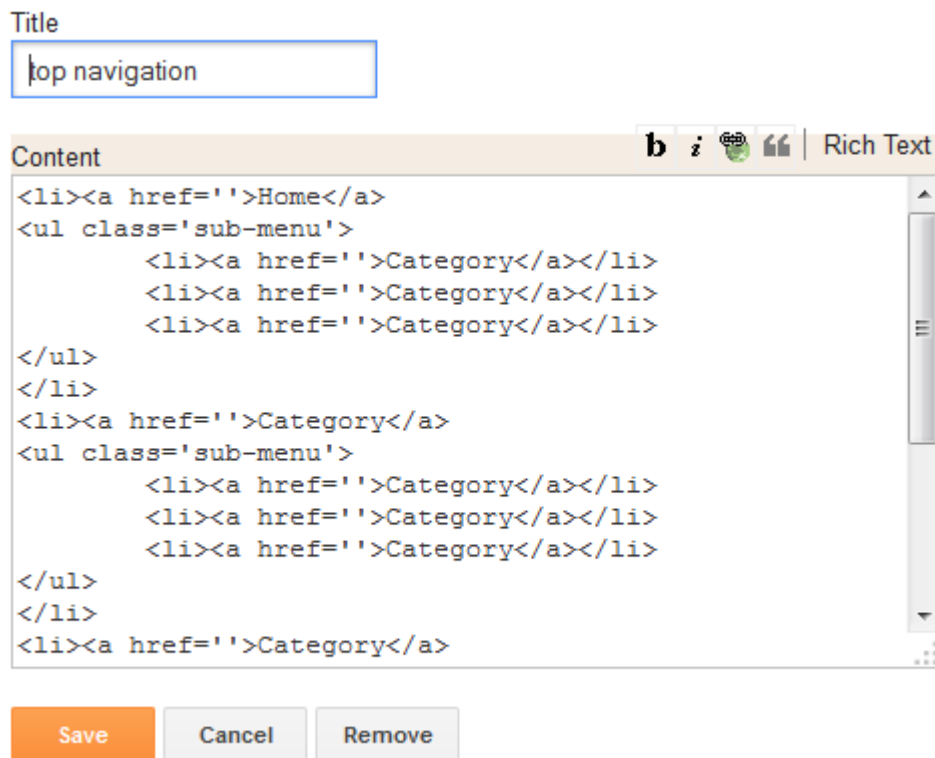 Title
top navigation
b i Rich Text
Content
<li><a href=''>Home</a>
<ul class='sub-menu'>
        <li><a href=''>Category</a></li>
        <li><a href=''>Category</a></li>
        <li><a href=''>Category</a></li>
</ul>
</li>
<li><a href=''>Category</a>
<ul class='sub-menu'>
        <li><a href=''>Category</a></li>
        <li><a href=''>Category</a></li>
        <li><a href=''>Category</a></li>
</ul>
</li>
<li><a href=''>Category</a>
Save Cancel Remove